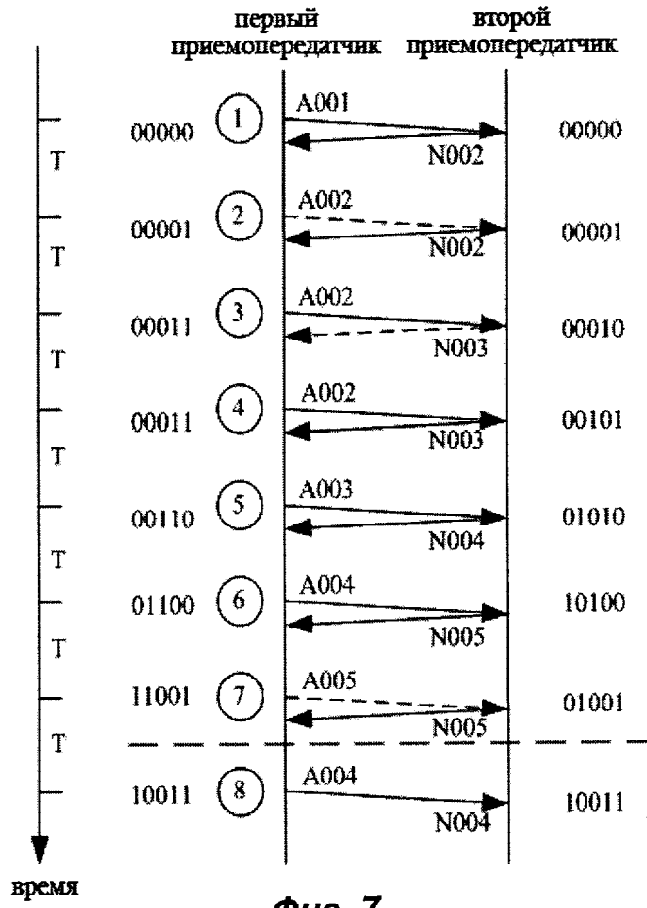 первый приемопередатчик
второй приемопередатчик
A001
00000 1 00000
T N002
A002
00001 2 00001
T N002
A002
00011 3 00010
T N003
A002
00011 4 00101
T N003
A003
00110 5 01010
T N004
A004
01100 6 10100
T N005
A005
11001 7 01001
T N005
A004
10011 8 10011
N004
время
Фиг. 7